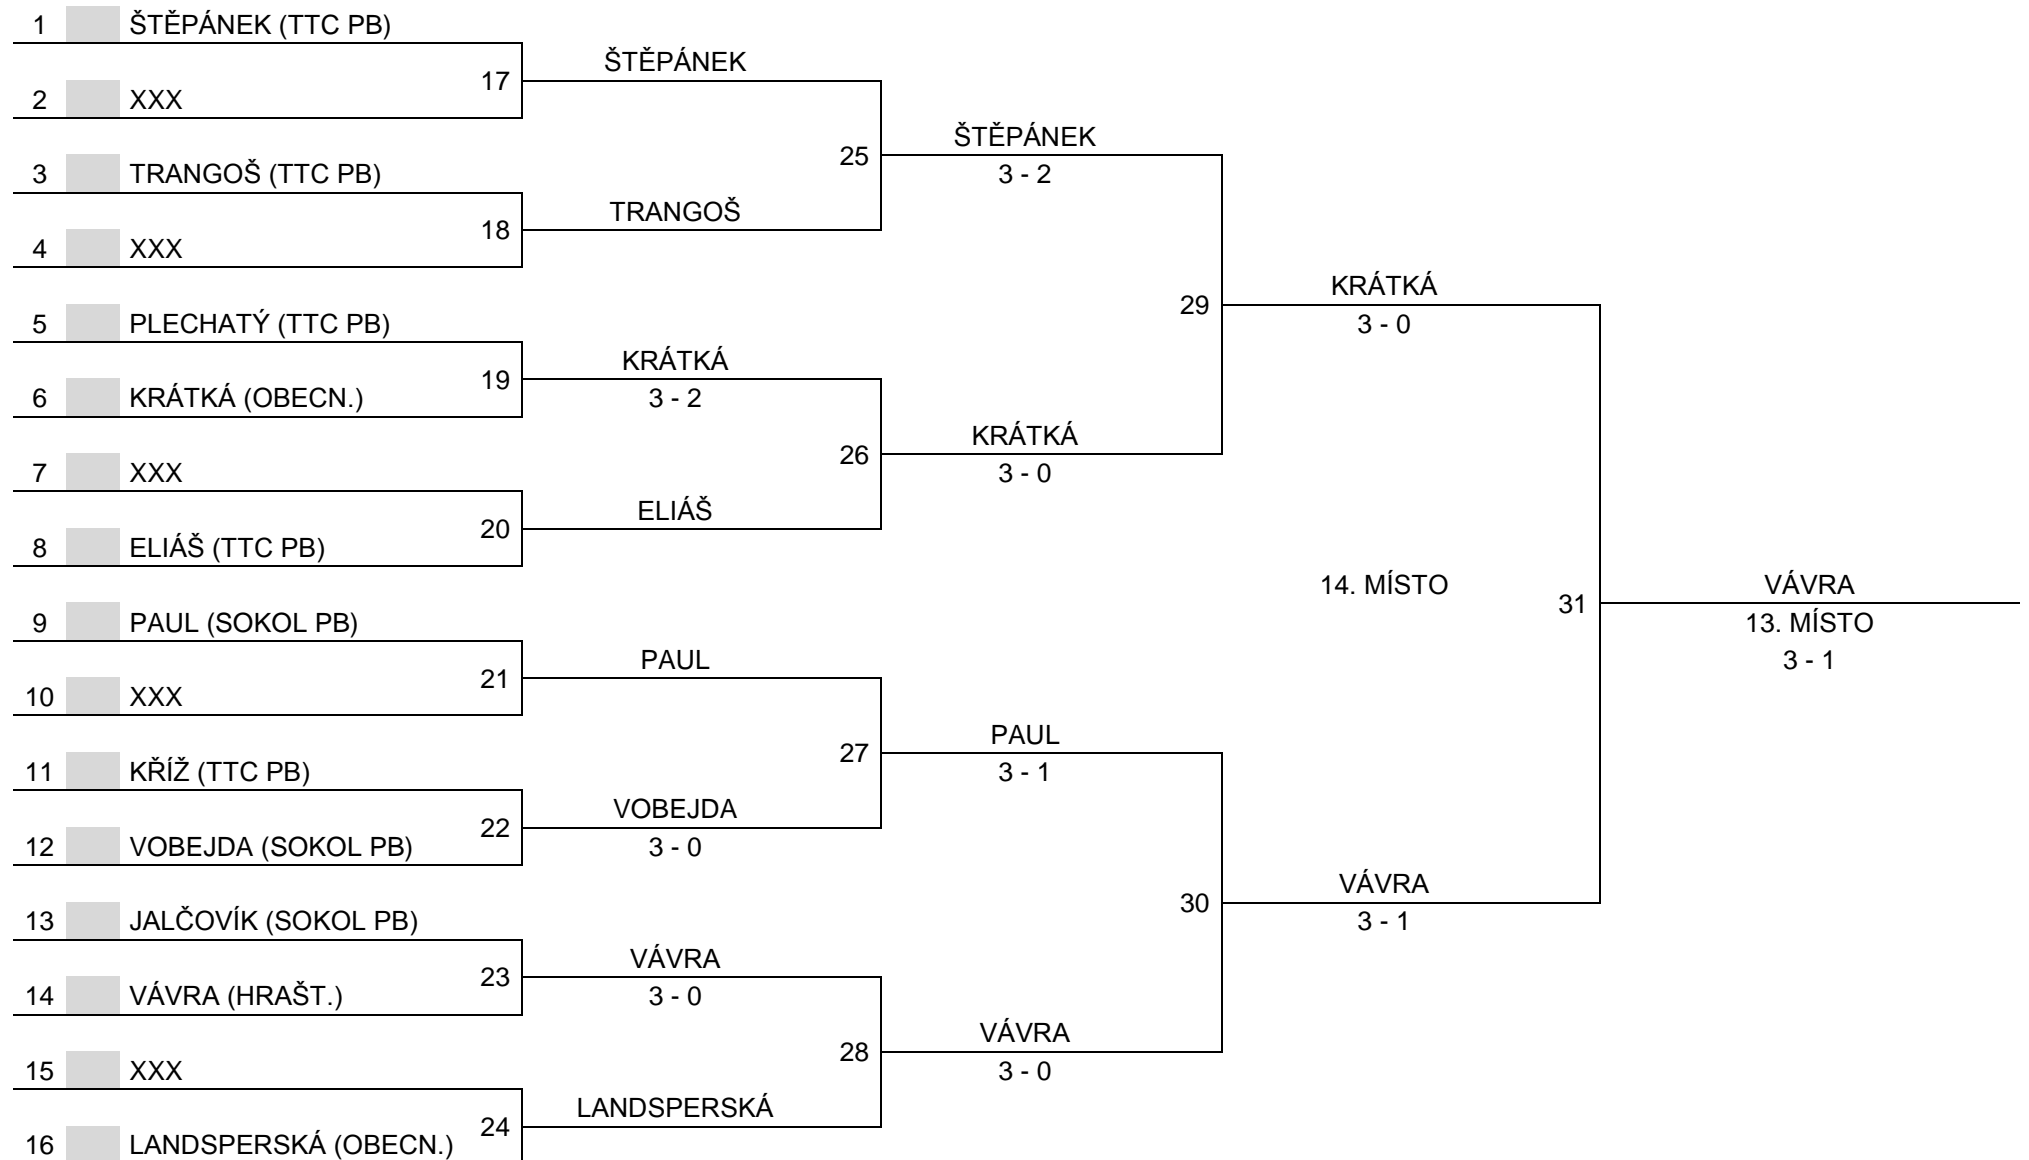 1 ŠTĚPÁNEK (TTC PB)
ŠTĚPÁNEK
17
2 XXX
ŠTĚPÁNEK
25
3 - 2
3 TRANGOŠ (TTC PB)
TRANGOŠ
18
4 XXX
KRÁTKÁ
29
3 - 0
5 PLECHATÝ (TTC PB)
KRÁTKÁ
19
3 - 2
6 KRÁTKÁ (OBECN.)
KRÁTKÁ
26
3 - 0
7 XXX
ELIÁŠ
20
8 ELIÁŠ (TTC PB)
14. MÍSTO
31
VÁVRA
13. MÍSTO
3 - 1
9 PAUL (SOKOL PB)
PAUL
21
10 XXX
PAUL
27
3 - 1
11 KŘÍŽ (TTC PB)
VOBEJDA
22
3 - 0
12 VOBEJDA (SOKOL PB)
VÁVRA
30
3 - 1
13 JALČOVÍK (SOKOL PB)
VÁVRA
23
3 - 0
14 VÁVRA (HRAŠT.)
VÁVRA
28
3 - 0
15 XXX
LANDSPERSKÁ
24
16 LANDSPERSKÁ (OBECN.)